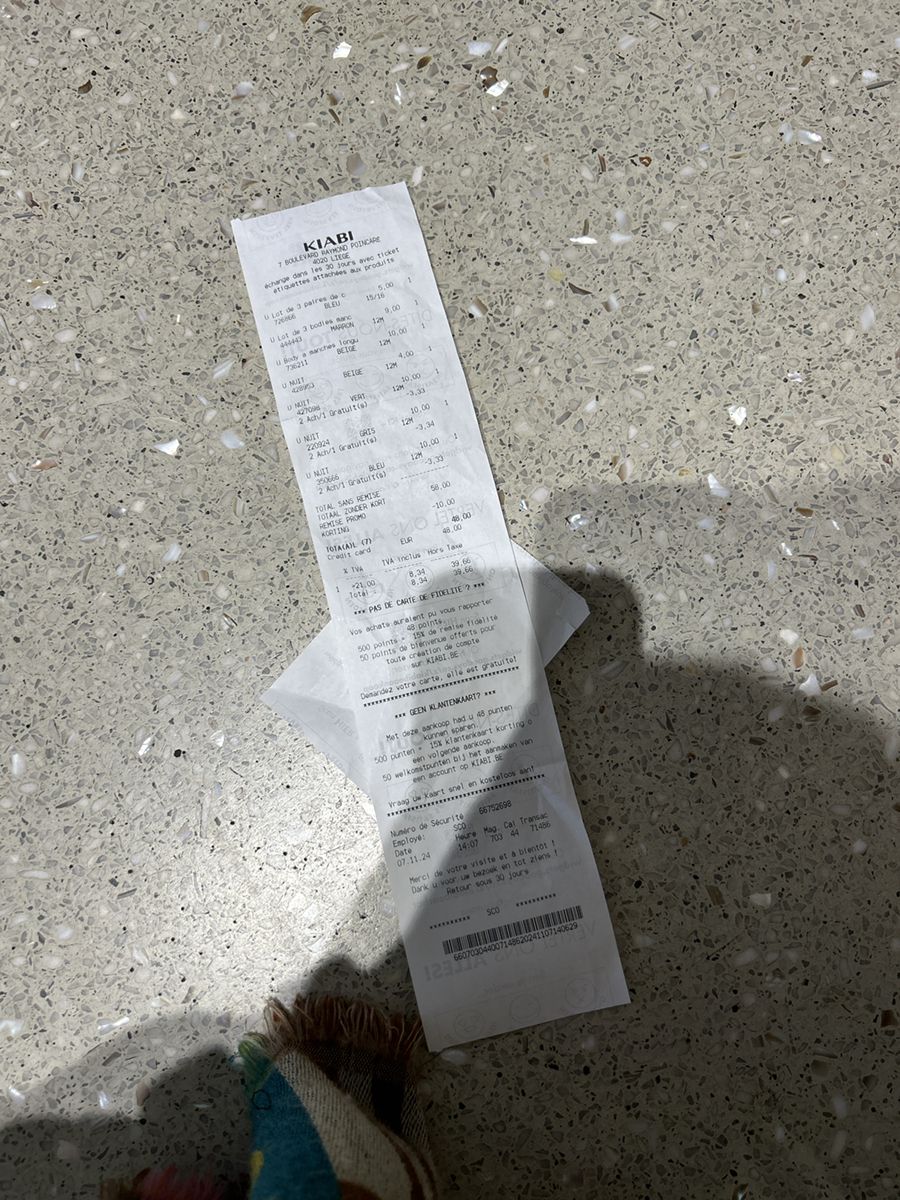 KIABI
7 BOULEVARD RAYMOND POINCARE
4020 LIEGE
échange dans les 30 jours avec ticket
etiquettes attachées aux produits
U Lot de 3 paires de c 5,00 1
726866 BLEU 15/16
U Lot de 3 bodies manc 9,00 1
444443 MARRON 12M
U Body à manches longu 10,00 1
736211 BEIGE 12M
U NUIT 4,00 1
428953 BEIGE 12M
U NUIT 10,00 1
427098 VERT 12M
2 Ach/1 Gratuit(s) -3,33
U NUIT 10,00 1
220924 GRIS 12M
2 Ach/1 Gratuit(s) -3,34
U NUIT 10,00 1
350666 BLEU 12M
2 Ach/1 Gratuit(s) -3,33
TOTAL SANS REMISE
TOTAAL ZONDER KORT 58,00
REMISE PROMO
KORTING -10,00
TOTA(A)L (7) 48,00
Credit card EUR 48,00
% TVA TVA inclus Hors Taxe
1 +21.00 8,34 39,66
Total : 8,34 39,66
*** PAS DE CARTE DE FIDELITE ? ***
Vos achats auraient pu vous rapporter
48 points.
500 points = 15% de remise fidélité
50 points de bienvenue offerts pour
toute création de compte
sur KIABI.BE
Demandez votre carte, elle est gratuite!
*** GEEN KLANTENKAART? ***
Met deze aankoop had u 48 punten
kunnen sparen.
500 punten = 15% klantenkaart korting o
een volgende aankoop.
50 welkomstpunten bij het aanmaken van
een account op KIABI.BE
Vraag uw kaart snel en kosteloos aan!
Numéro de Sécurité 66752698
Employé: SCO
Date Heure Mag. Cai Transac
07.11.24 14:07 703 44 71486
Merci de votre visite et à bientôt !
Dank u voor uw bezoek en tot ziens !
Retour sous 30 jours
********** SCO **********
66070304400714862024110714​0629